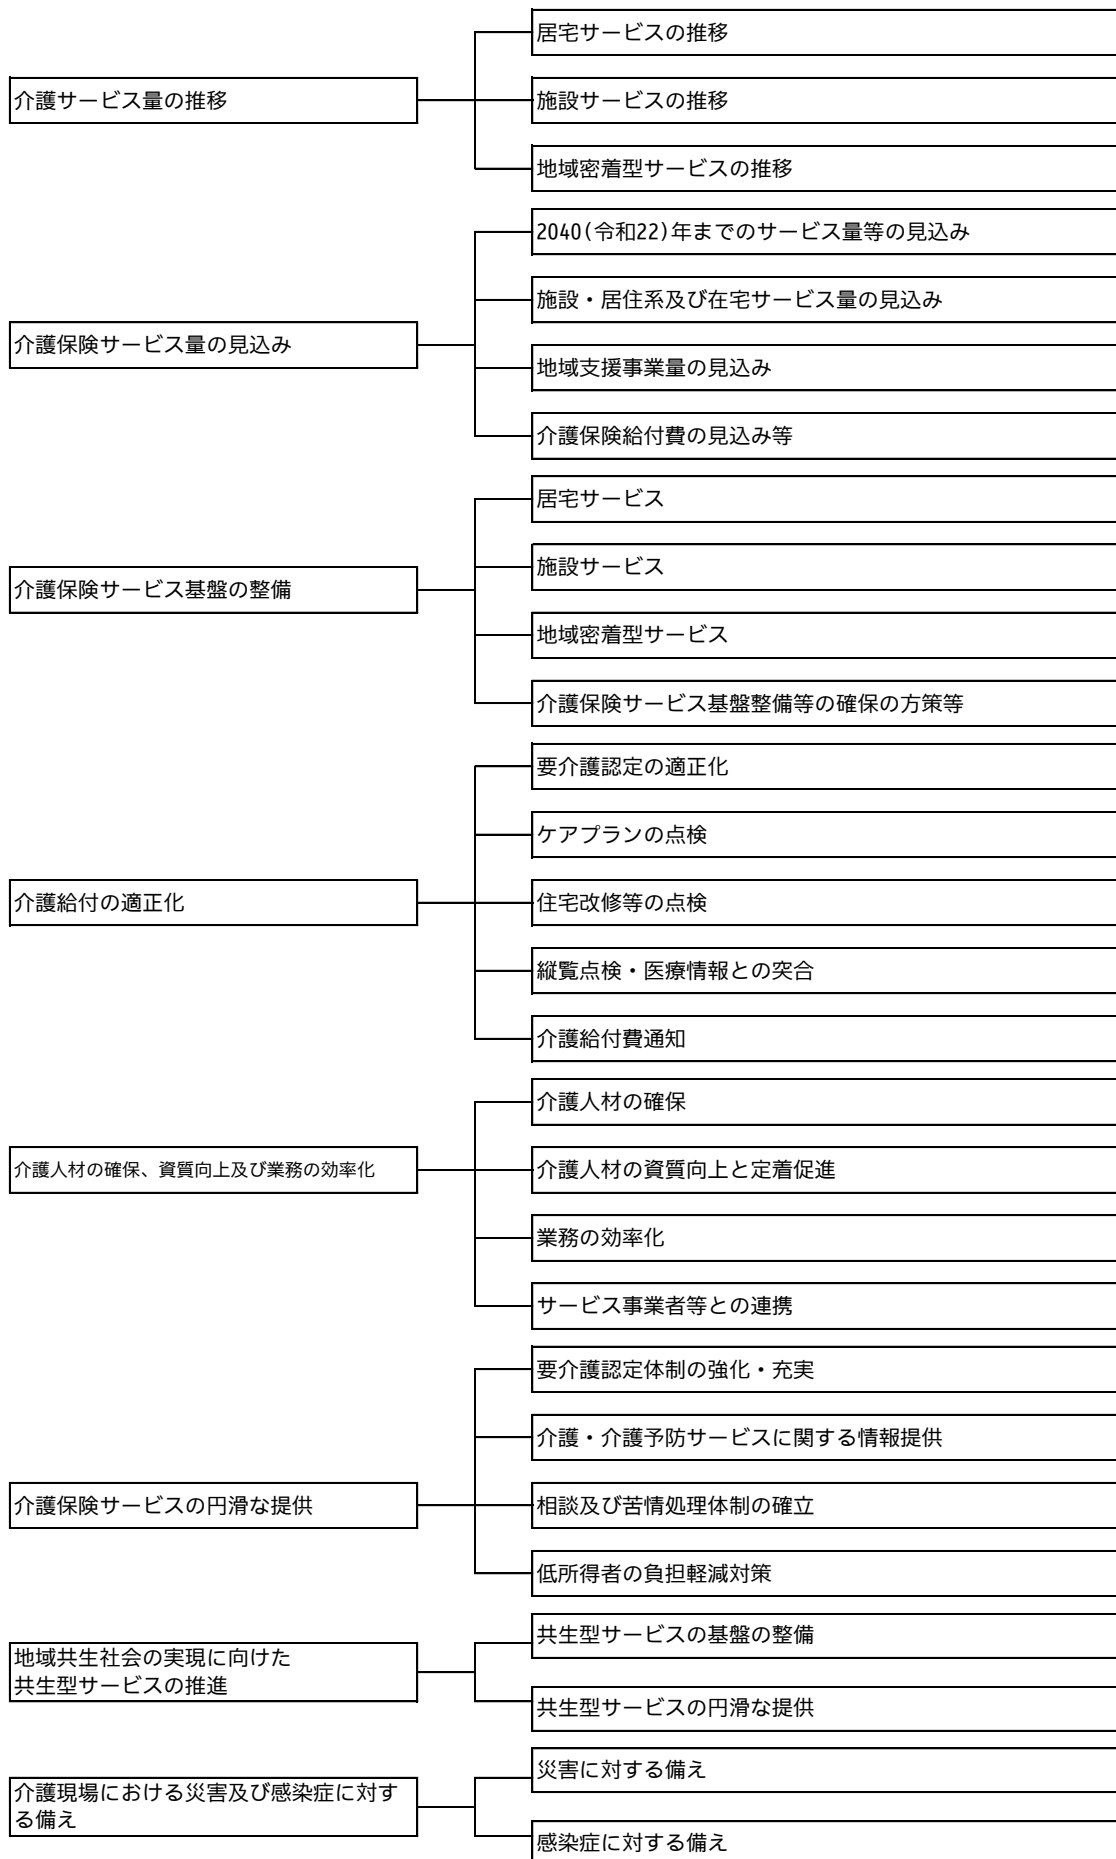 介護サービス量の推移
居宅サービスの推移
施設サービスの推移
地域密着型サービスの推移
介護保険サービス量の見込み
2040(令和22)年までのサービス量等の見込み
施設・居住系及び在宅サービス量の見込み
地域支援事業量の見込み
介護保険給付費の見込み等
介護保険サービス基盤の整備
居宅サービス
施設サービス
地域密着型サービス
介護保険サービス基盤整備等の確保の方策等
介護給付の適正化
要介護認定の適正化
ケアプランの点検
住宅改修等の点検
縦覧点検・医療情報との突合
介護給付費通知
介護人材の確保、資質向上及び業務の効率化
介護人材の確保
介護人材の資質向上と定着促進
業務の効率化
サービス事業者等との連携
介護保険サービスの円滑な提供
要介護認定体制の強化・充実
介護・介護予防サービスに関する情報提供
相談及び苦情処理体制の確立
低所得者の負担軽減対策
地域共生社会の実現に向けた
共生型サービスの推進
共生型サービスの基盤の整備
共生型サービスの円滑な提供
介護現場における災害及び感染症に対す
る備え
災害に対する備え
感染症に対する備え